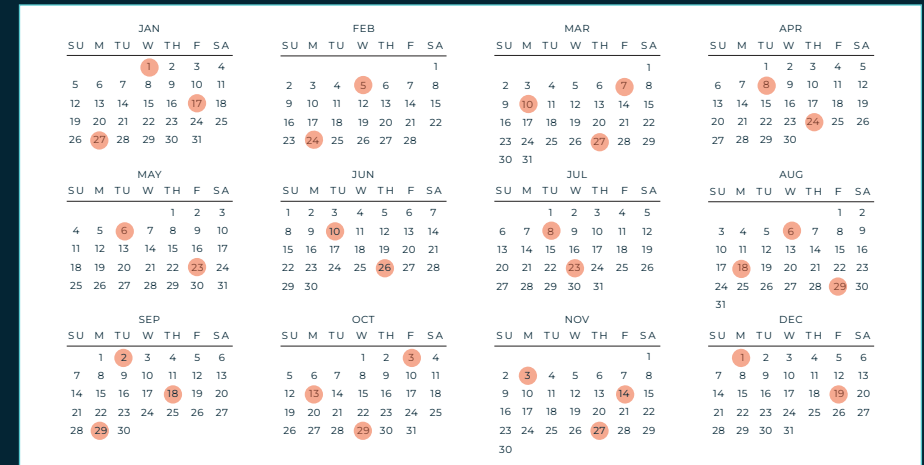 JAN
SU M TU W TH F SA
1 2 3 4
5 6 7 8 9 10 11
12 13 14 15 16 17 18
19 20 21 22 23 24 25
26 27 28 29 30 31
FEB
SU M TU W TH F SA
1
2 3 4 5 6 7 8
9 10 11 12 13 14 15
16 17 18 19 20 21 22
23 24 25 26 27 28
MAR
SU M TU W TH F SA
1
2 3 4 5 6 7 8
9 10 11 12 13 14 15
16 17 18 19 20 21 22
23 24 25 26 27 28 29
30 31
APR
SU M TU W TH F SA
1 2 3 4 5
6 7 8 9 10 11 12
13 14 15 16 17 18 19
20 21 22 23 24 25 26
27 28 29 30
MAY
SU M TU W TH F SA
1 2 3
4 5 6 7 8 9 10
11 12 13 14 15 16 17
18 19 20 21 22 23 24
25 26 27 28 29 30 31
JUN
SU M TU W TH F SA
1 2 3 4 5 6 7
8 9 10 11 12 13 14
15 16 17 18 19 20 21
22 23 24 25 26 27 28
29 30
JUL
SU M TU W TH F SA
1 2 3 4 5
6 7 8 9 10 11 12
13 14 15 16 17 18 19
20 21 22 23 24 25 26
27 28 29 30 31
AUG
SU M TU W TH F SA
1 2
3 4 5 6 7 8 9
10 11 12 13 14 15 16
17 18 19 20 21 22 23
24 25 26 27 28 29 30
31
SEP
SU M TU W TH F SA
1 2 3 4 5 6
7 8 9 10 11 12 13
14 15 16 17 18 19 20
21 22 23 24 25 26 27
28 29 30
OCT
SU M TU W TH F SA
1 2 3 4
5 6 7 8 9 10 11
12 13 14 15 16 17 18
19 20 21 22 23 24 25
26 27 28 29 30 31
NOV
SU M TU W TH F SA
1
2 3 4 5 6 7 8
9 10 11 12 13 14 15
16 17 18 19 20 21 22
23 24 25 26 27 28 29
30
DEC
SU M TU W TH F SA
1 2 3 4 5 6
7 8 9 10 11 12 13
14 15 16 17 18 19 20
21 22 23 24 25 26 27
28 29 30 31